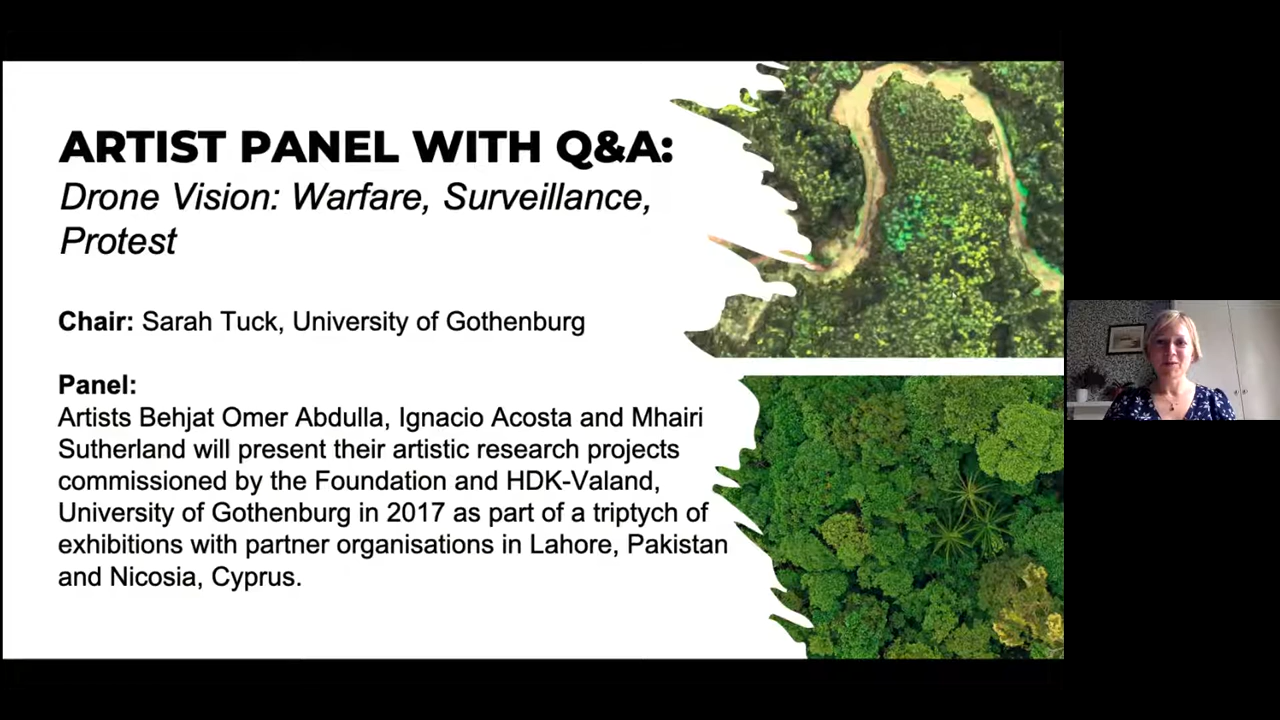 ARTIST PANEL WITH Q&A:
Drone Vision: Warfare, Surveillance,
Protest
Chair: Sarah Tuck, University of Gothenburg
Panel:
Artists Behjat Omer Abdulla, Ignacio Acosta and Mhairi
Sutherland will present their artistic research projects
commissioned by the Foundation and HDK-Valand,
University of Gothenburg in 2017 as part of a triptych of
exhibitions with partner organisations in Lahore, Pakistan
and Nicosia, Cyprus.